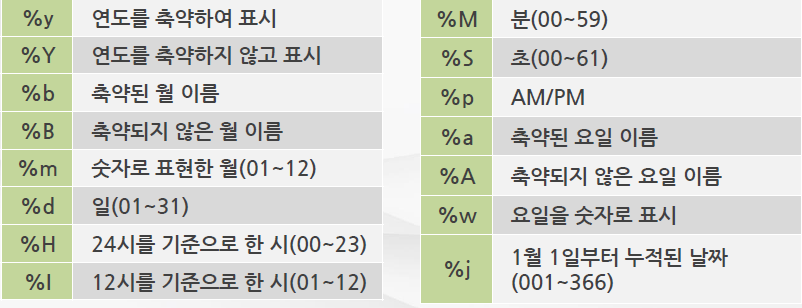 %y 연도를 축약하여 표시
%Y 연도를 축약하지 않고 표시
%b 축약된 월 이름
%B 축약되지 않은 월 이름
%m 숫자로 표현한 월(01~12)
%d 일(01~31)
%H 24시를 기준으로 한 시(00~23)
%I 12시를 기준으로 한 시(01~12)
%M 분(00~59)
%S 초(00~61)
%p AM/PM
%a 축약된 요일 이름
%A 축약되지 않은 요일 이름
%w 요일을 숫자로 표시
%j 1월 1일부터 누적된 날짜
(001~366)